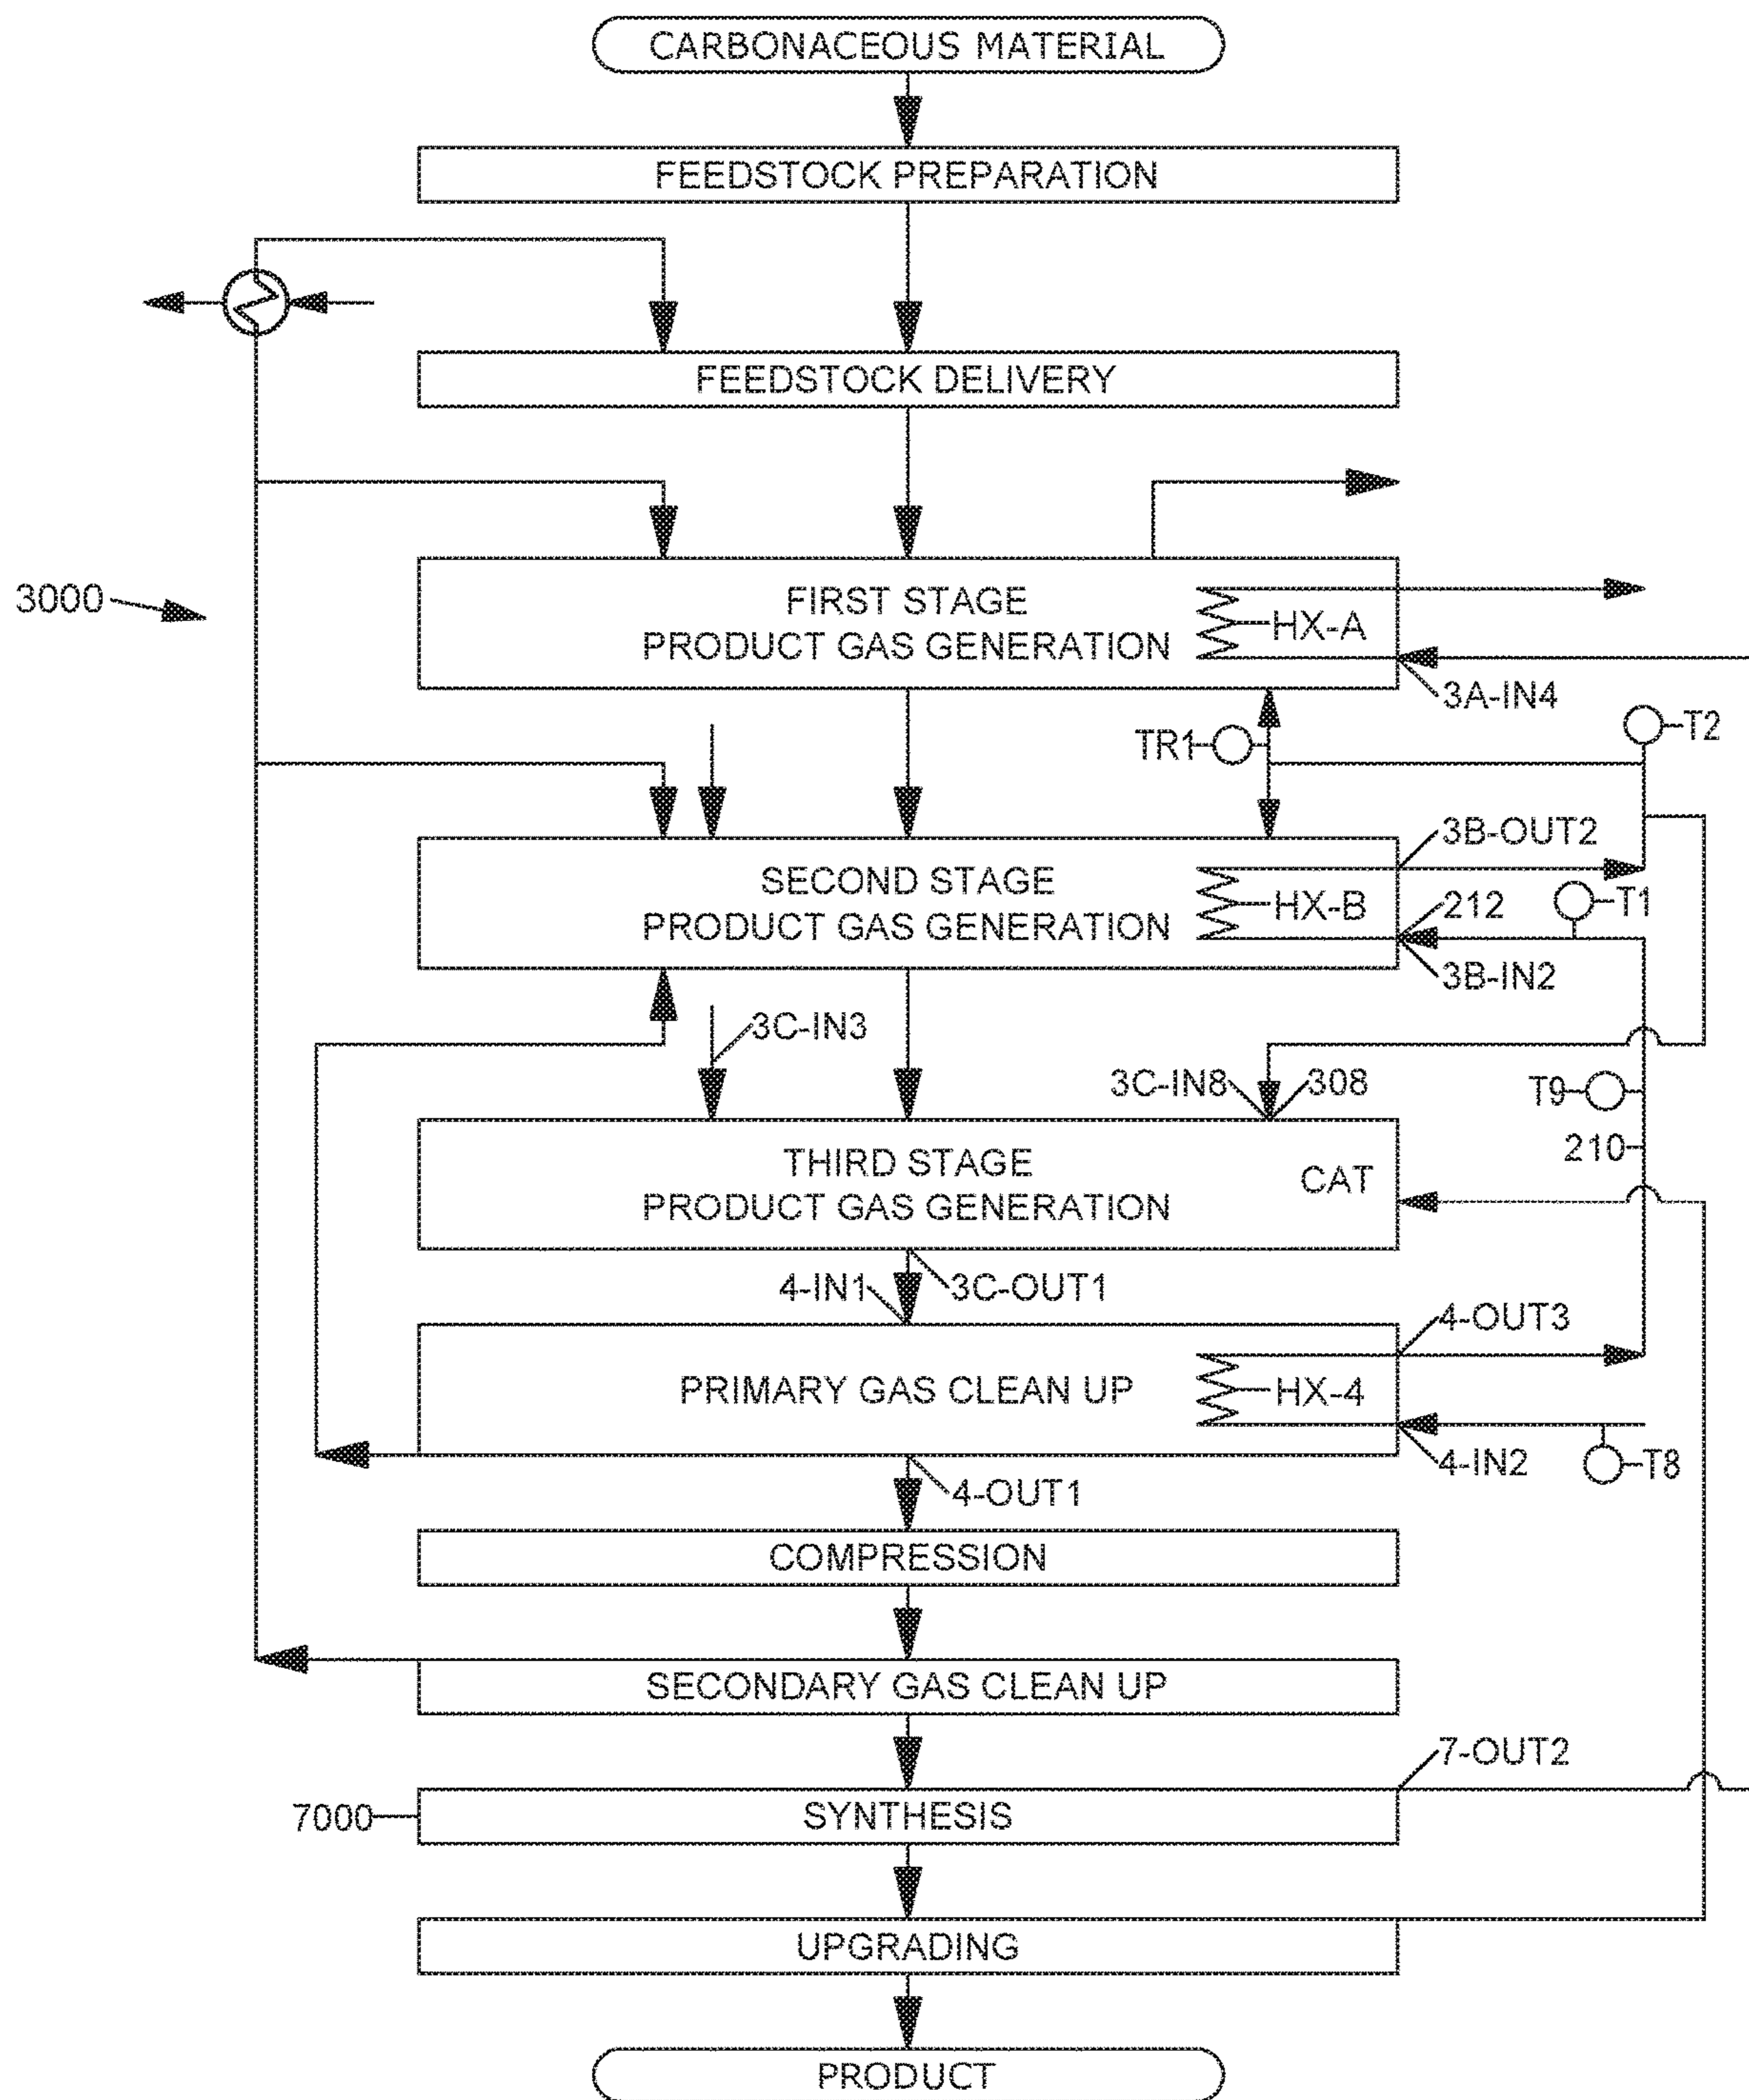 CARBONACEOUS MATERIAL
FEEDSTOCK PREPARATION
FEEDSTOCK DELIVERY
3000
FIRST STAGE
PRODUCT GAS GENERATION
HX-A
3A-IN4
TR1
T2
3B-OUT2
SECOND STAGE
PRODUCT GAS GENERATION
HX-B
212
T1
3B-IN2
3C-IN3
3C-IN8
308
T9
210
THIRD STAGE
PRODUCT GAS GENERATION
CAT
4-IN1
3C-OUT1
4-OUT3
PRIMARY GAS CLEAN UP
HX-4
4-IN2
T8
4-OUT1
COMPRESSION
SECONDARY GAS CLEAN UP
7-OUT2
7000
SYNTHESIS
UPGRADING
PRODUCT